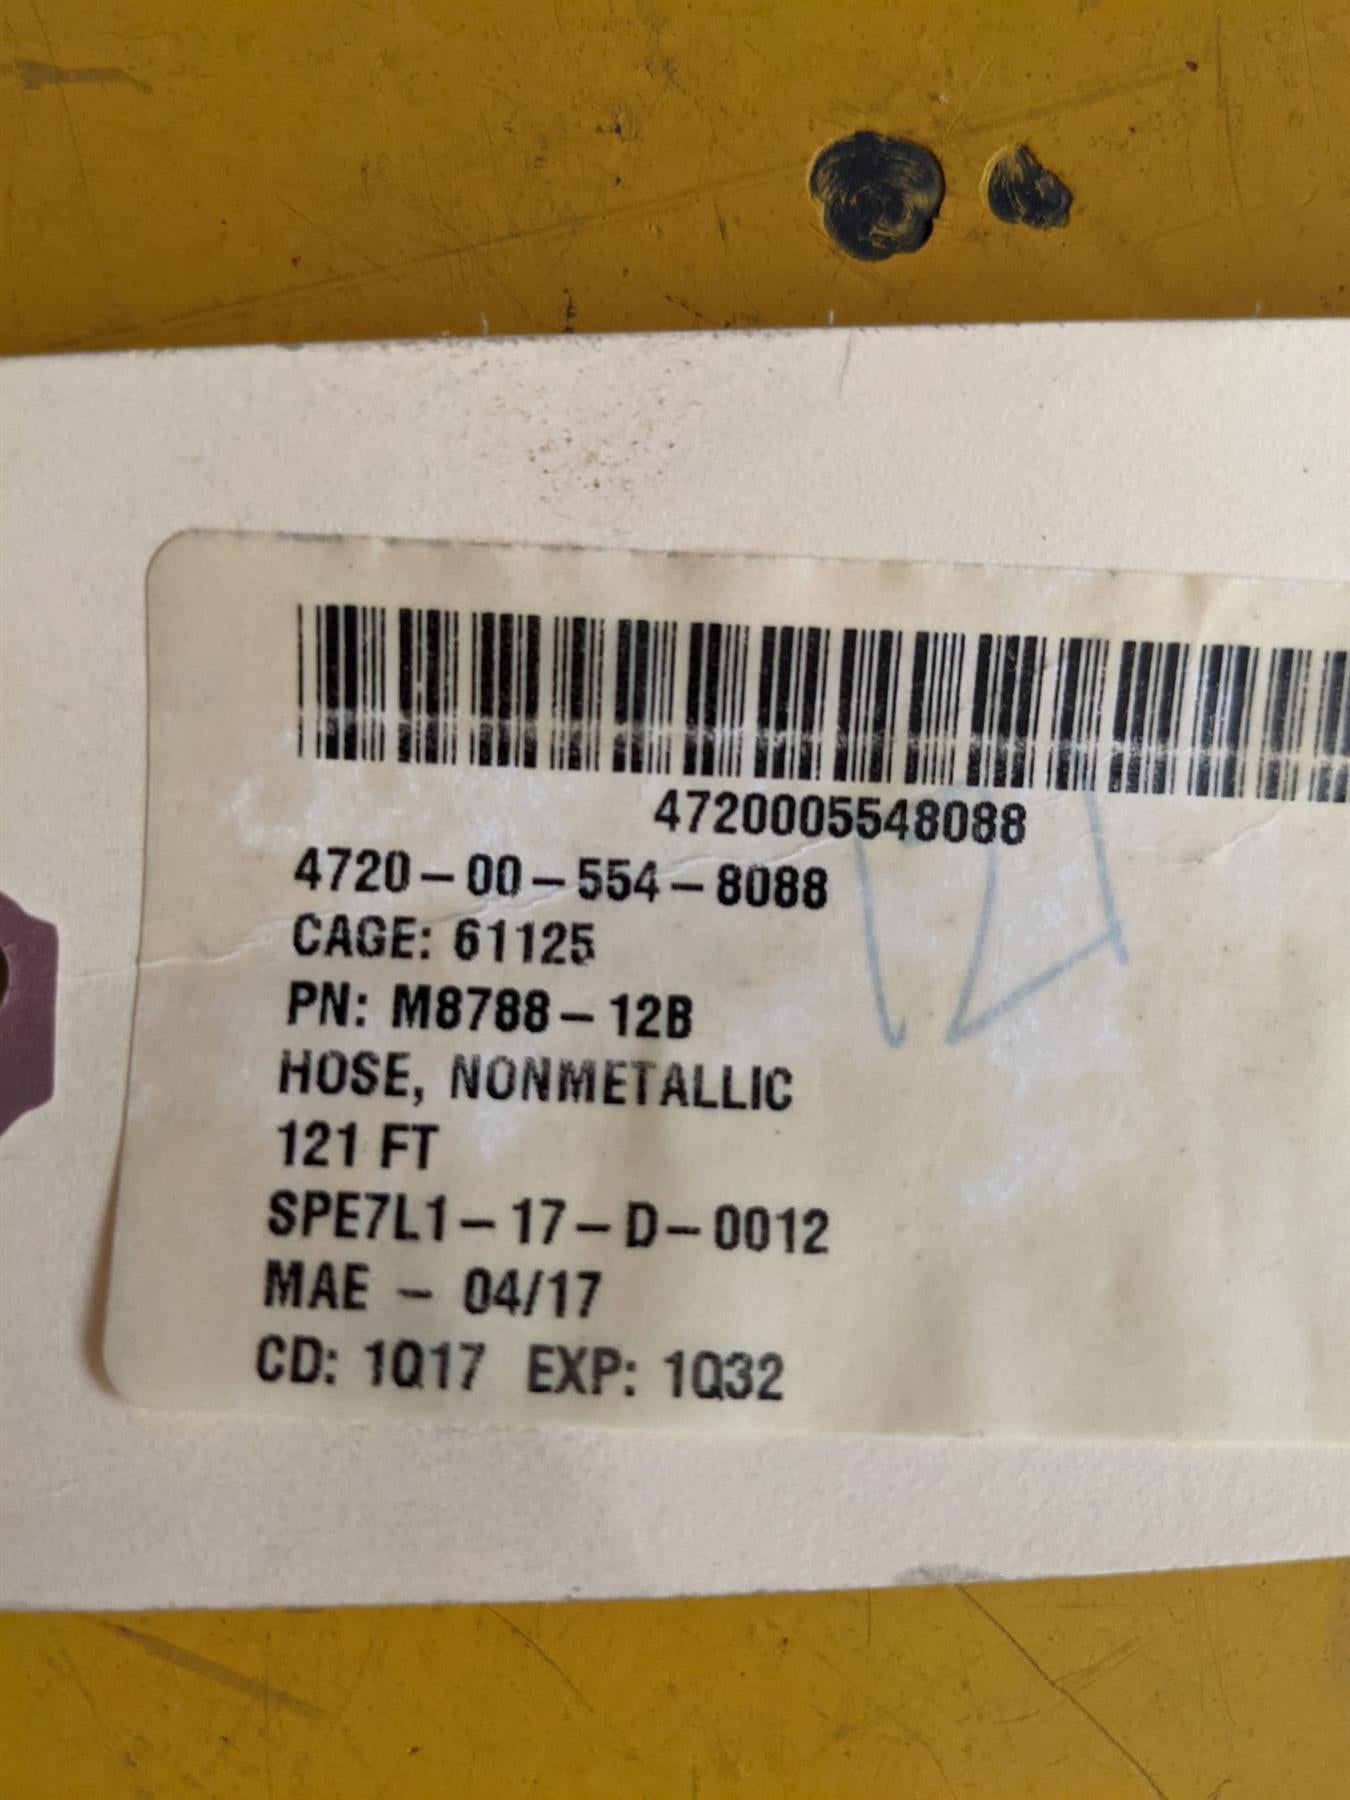 4720005548088
4720-00-554-8088
CAGE: 61125
PN: M8788-12B
HOSE, NONMETALLIC
121 FT
SPE7L1-17-D-0012
MAE - 04/17
CD: 1Q17 EXP: 1Q32